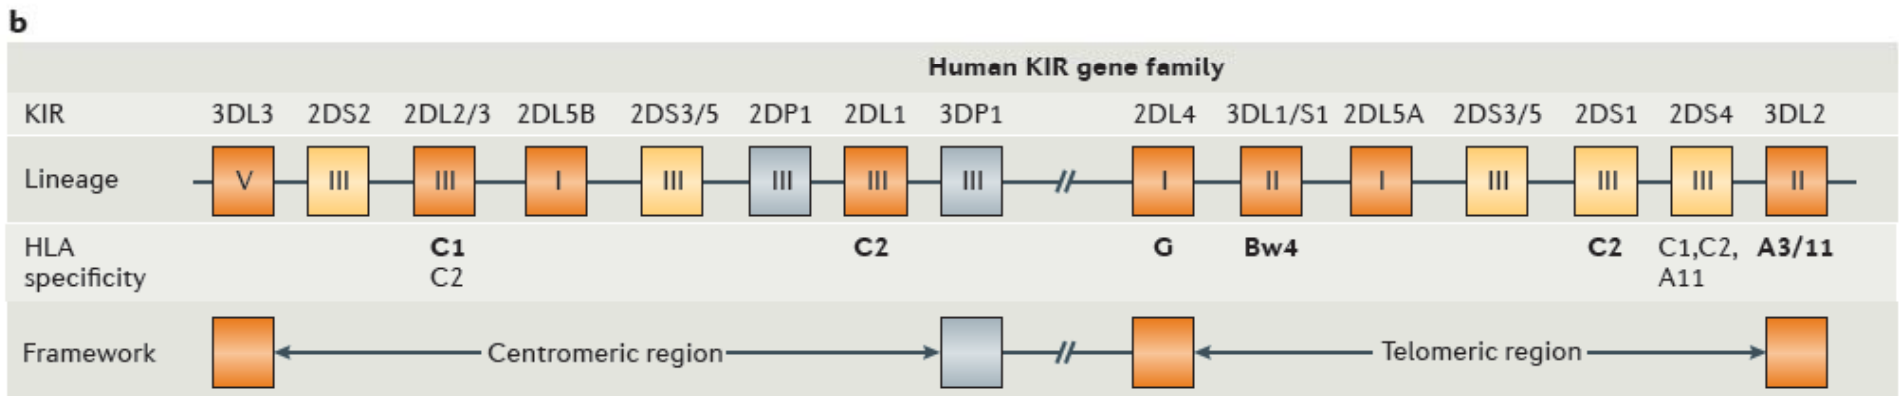 b
Human KIR gene family
KIR 3DL3 2DS2 2DL2/3 2DL5B 2DS3/5 2DP1 2DL1 3DP1 2DL4 3DL1/S1 2DL5A 2DS3/5 2DS1 2DS4 3DL2
Lineage V III III I III III III III I II I III III III II
HLA C1 C2 G Bw4 C2 C1,C2, A3/11
specificity C2 A11
Framework Centromeric region // Telomeric region